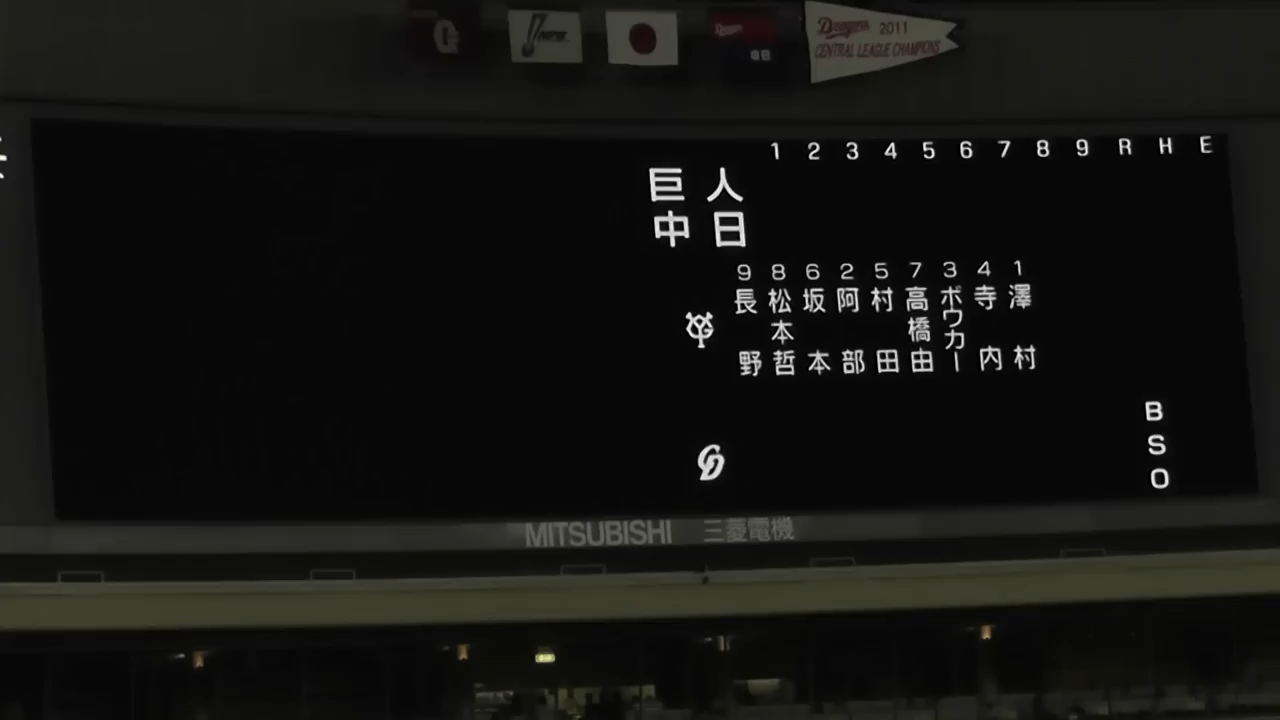 Dragons 2011
CENTRAL LEAGUE CHAMPIONS
1 2 3 4 5 6 7 8 9 R H E
巨人
中日
9 8 6 2 5 7 3 4 1
長野
松本哲
坂本
阿部
村田
高橋由
ボウカー
寺内
澤村
B
S
O
MITSUBISHI 三菱電機